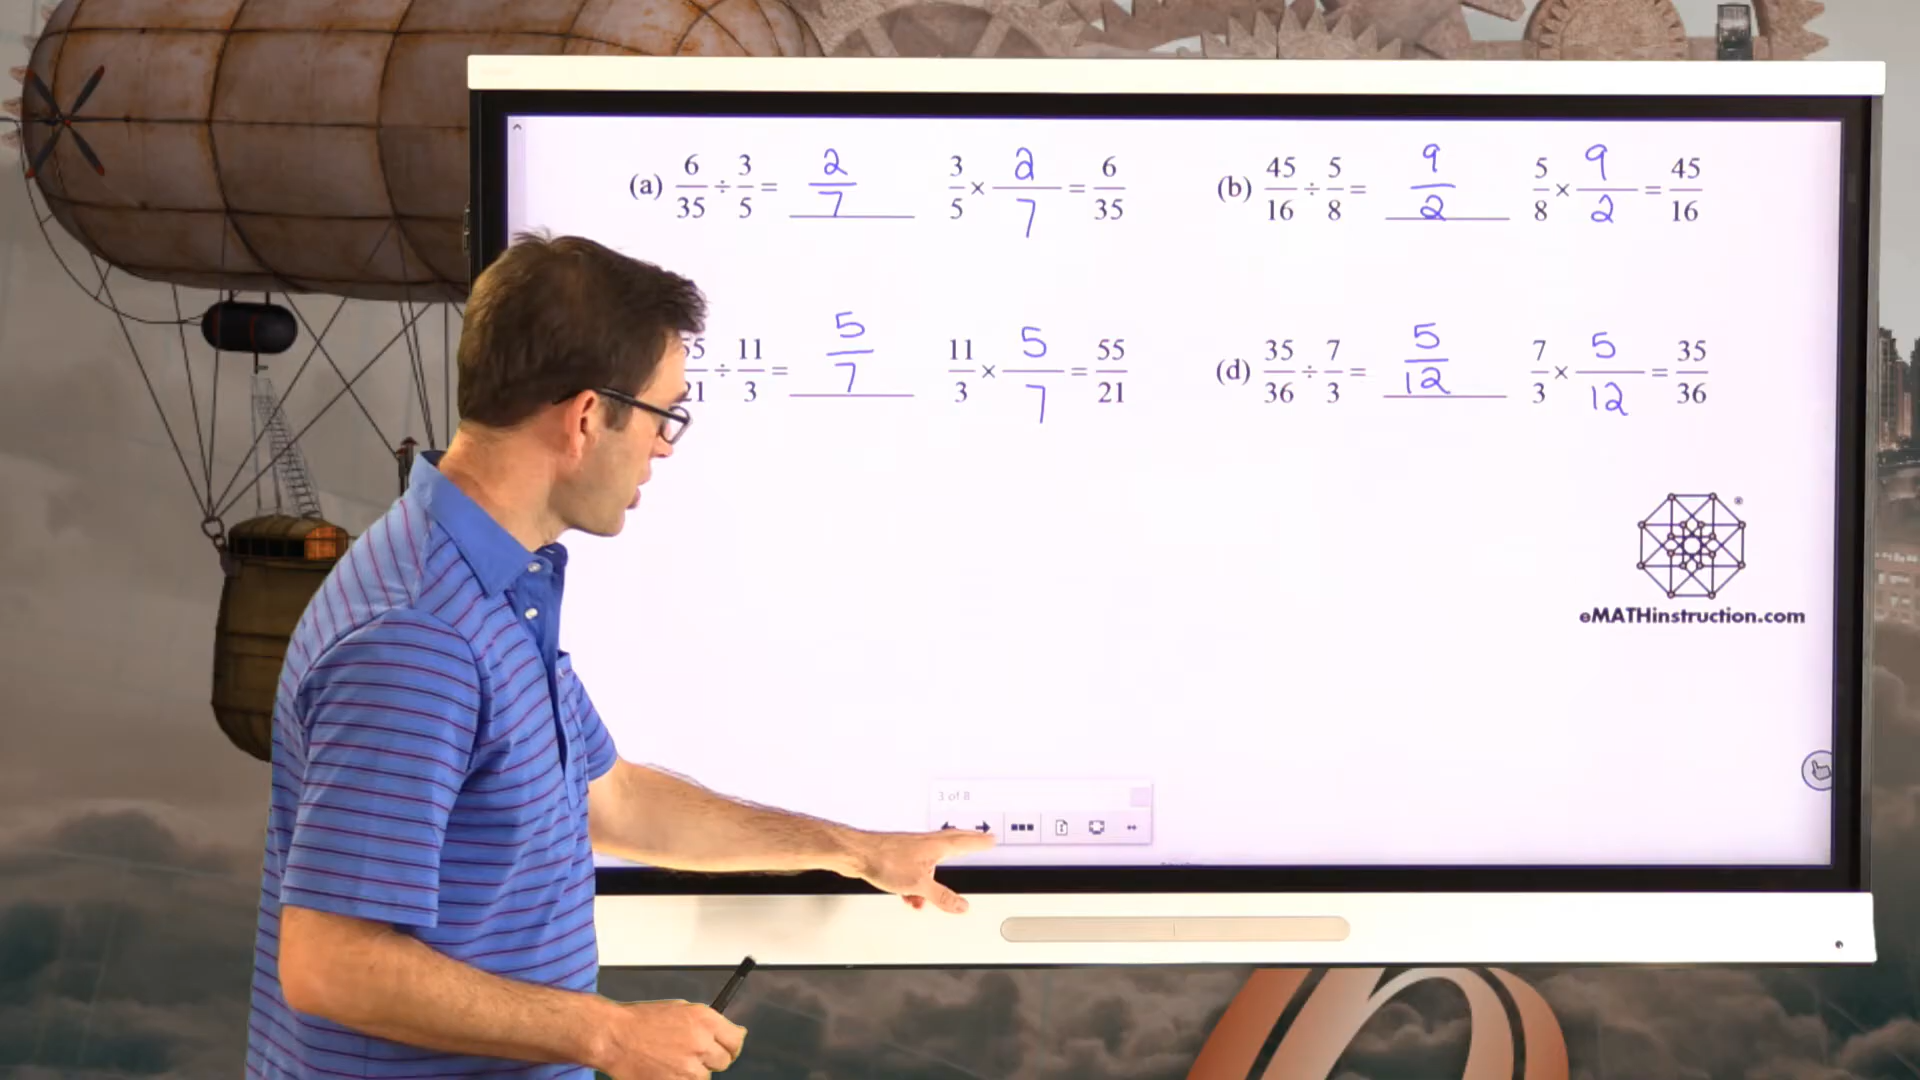 (a) 6/35 ÷ 3/5 = 2/7 3/5 × 2/7 = 6/35
(b) 45/16 ÷ 5/8 = 9/2 5/8 × 9/2 = 45/16
55/21 ÷ 11/3 = 5/7 11/3 × 5/7 = 55/21
(d) 35/36 ÷ 7/3 = 5/12 7/3 × 5/12 = 35/36
®
eMATHinstruction.com
3 of 8